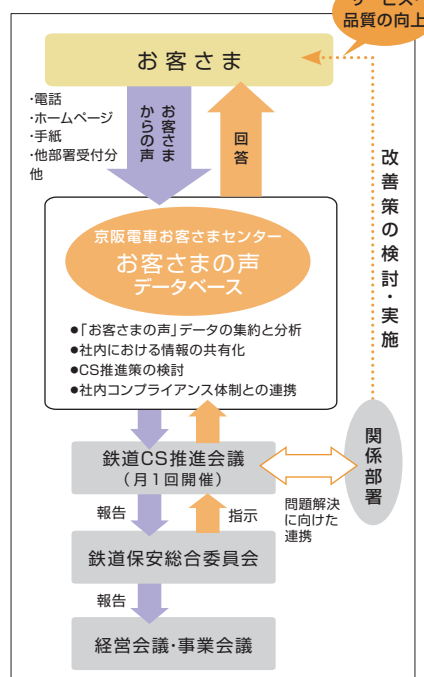 サービス・
品質の向上
お客さま
・電話
・ホームページ
・手紙
・他部署受付分
他
お客さま
からの声
回答
改善策の検討・実施
京阪電車お客さまセンター
お客さまの声
データベース
●「お客さまの声」データの集約と分析
●社内における情報の共有化
●CS推進策の検討
●社内コンプライアンス体制との連携
鉄道CS推進会議
(月1回開催)
関係部署
問題解決
に向けた
連携
報告
指示
鉄道保安総合委員会
報告
経営会議・事業会議